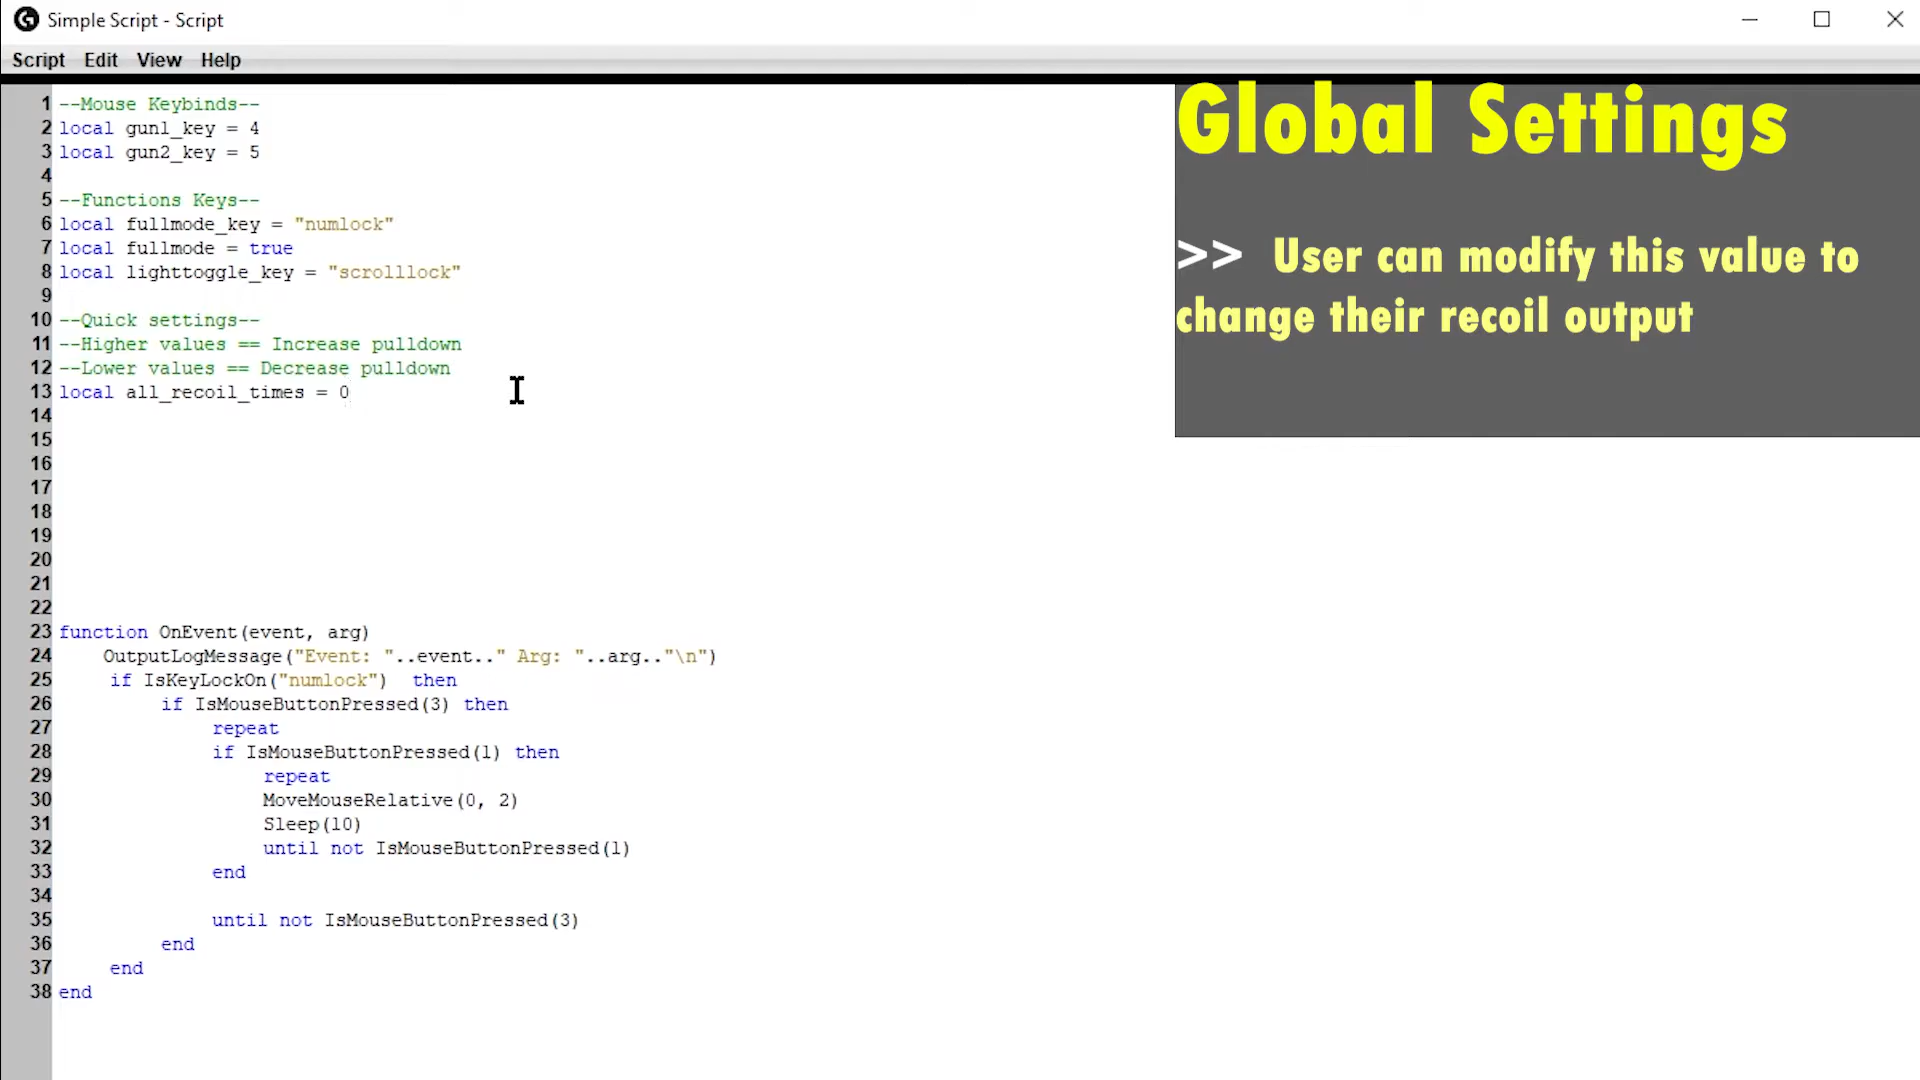 Simple Script - Script
Script Edit View Help
1 --Mouse Keybinds--
2 local gun1_key = 4
3 local gun2_key = 5
4
5 --Functions Keys--
6 local fullmode_key = "numlock"
7 local fullmode = true
8 local lighttoggle_key = "scrolllock"
9
10 --Quick settings--
11 --Higher values == Increase pulldown
12 --Lower values == Decrease pulldown
13 local all_recoil_times = 0
14
15
16
17
18
19
20
21
22
23 function OnEvent(event, arg)
24 OutputLogMessage("Event: "..event.." Arg: "..arg.."\n")
25 if IsKeyLockOn("numlock") then
26 if IsMouseButtonPressed(3) then
27 repeat
28 if IsMouseButtonPressed(1) then
29 repeat
30 MoveMouseRelative(0, 2)
31 Sleep(10)
32 until not IsMouseButtonPressed(1)
33 end
34
35 until not IsMouseButtonPressed(3)
36 end
37 end
38 end
Global Settings
>> User can modify this value to
change their recoil output